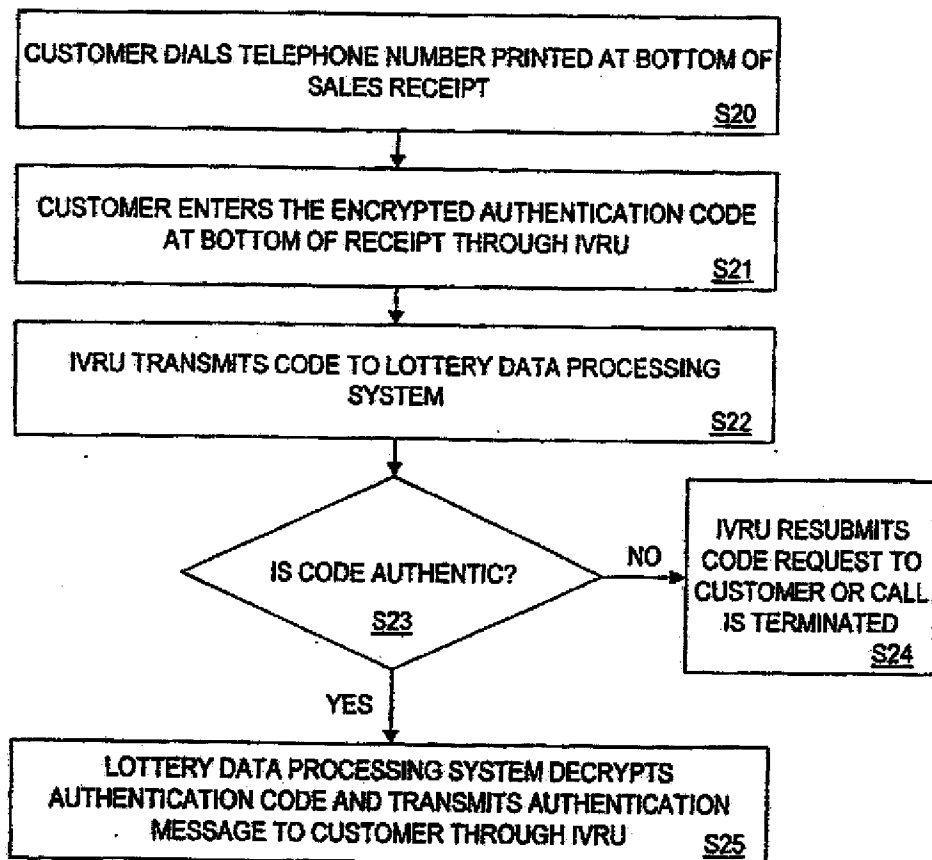 CUSTOMER DIALS TELEPHONE NUMBER PRINTED AT BOTTOM OF
SALES RECEIPT
S20
CUSTOMER ENTERS THE ENCRYPTED AUTHENTICATION CODE
AT BOTTOM OF RECEIPT THROUGH IVRU
S21
IVRU TRANSMITS CODE TO LOTTERY DATA PROCESSING
SYSTEM
S22
IS CODE AUTHENTIC?
S23
NO
IVRU RESUBMITS
CODE REQUEST TO
CUSTOMER OR CALL
IS TERMINATED
S24
YES
LOTTERY DATA PROCESSING SYSTEM DECRYPTS
AUTHENTICATION CODE AND TRANSMITS AUTHENTICATION
MESSAGE TO CUSTOMER THROUGH IVRU
S25